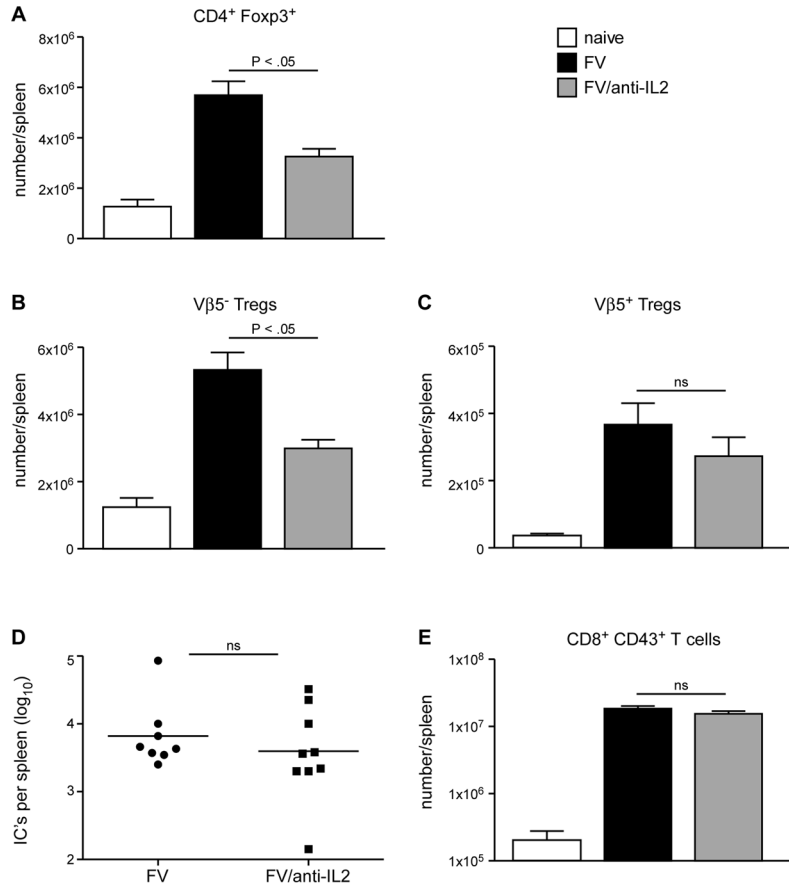 A
CD4⁺ Foxp3⁺
8x10⁶
6x10⁶
4x10⁶
2x10⁶
0
number/spleen
P < .05
naive
FV
FV/anti-IL2
B
Vβ5⁻ Tregs
6x10⁶
4x10⁶
2x10⁶
0
number/spleen
P < .05
C
Vβ5⁺ Tregs
6x10⁵
4x10⁵
2x10⁵
0
number/spleen
ns
D
5
4
3
2
IC's per spleen (log₁₀)
ns
FV
FV/anti-IL2
E
CD8⁺ CD43⁺ T cells
1x10⁸
1x10⁷
1x10⁶
1x10⁵
number/spleen
ns